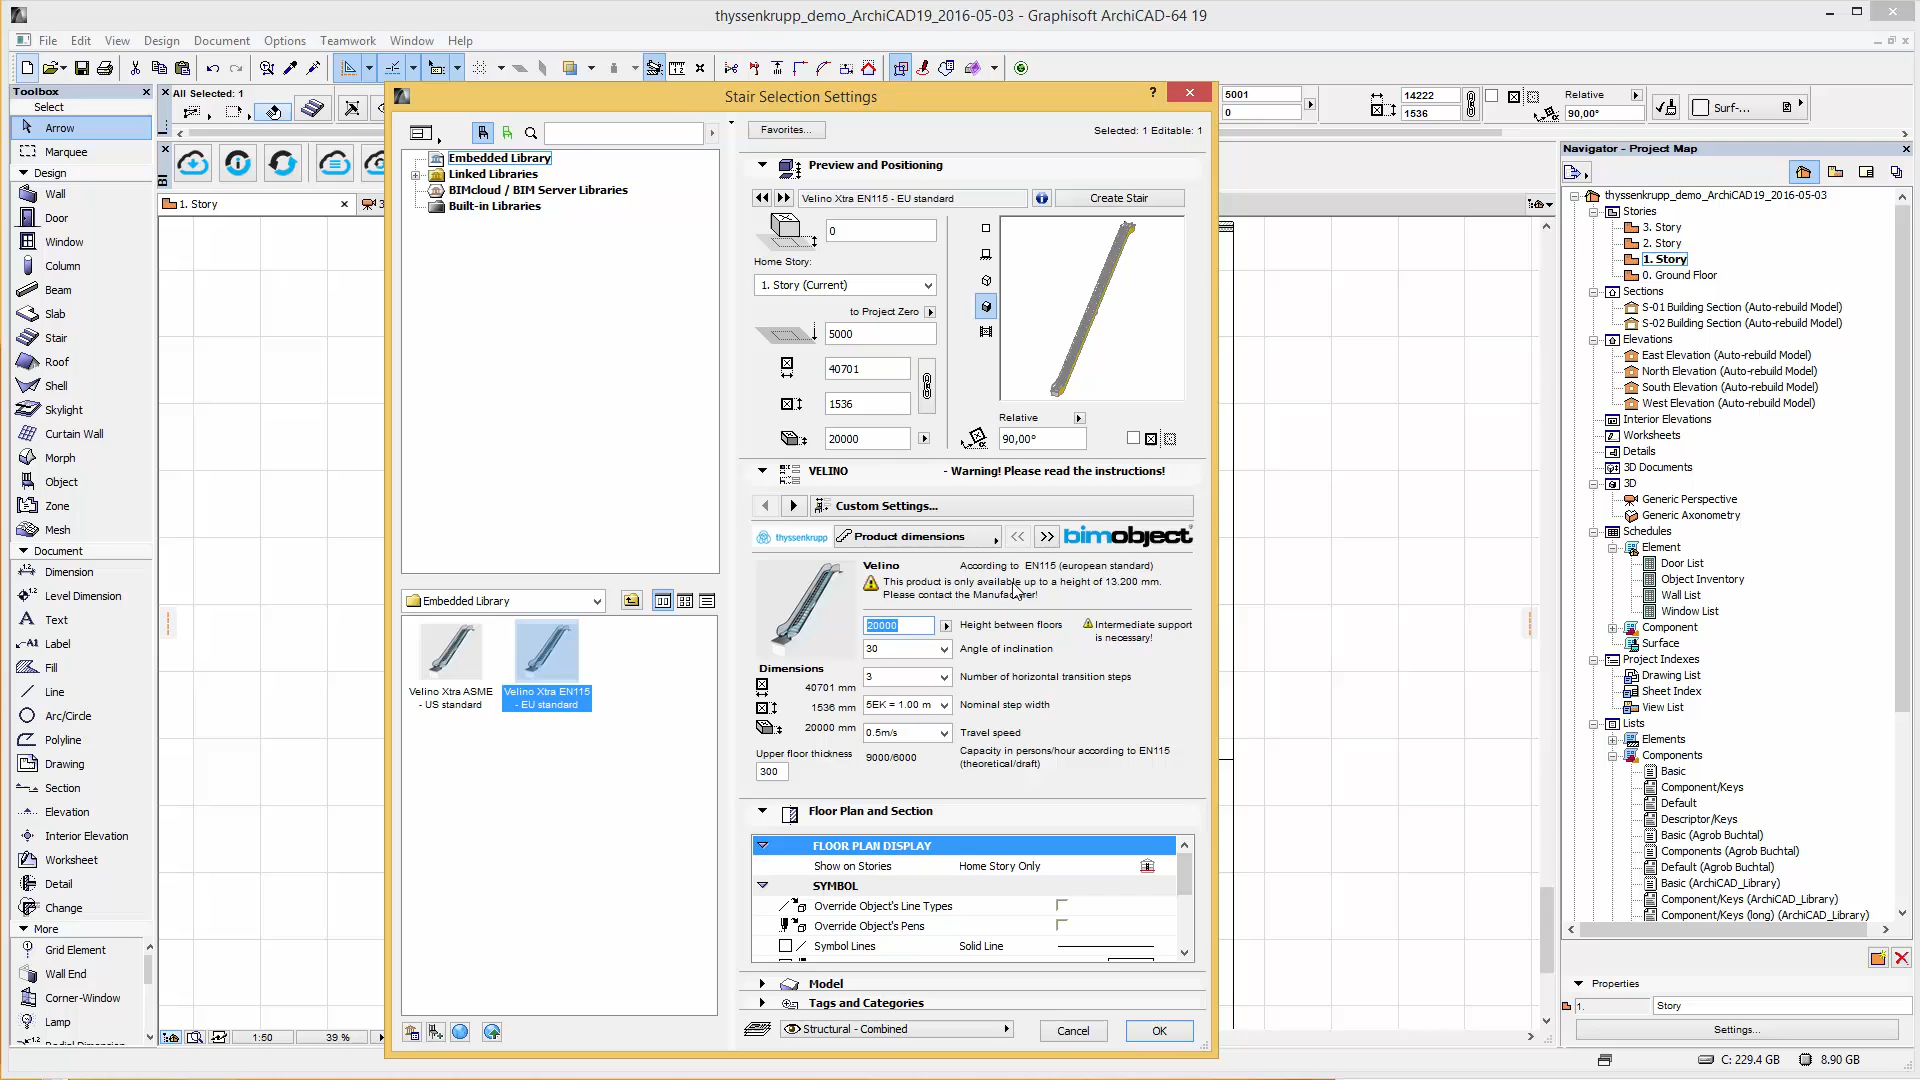 thyssenkrupp_demo_ArchiCAD19_2016-05-03 - Graphisoft ArchiCAD-64 19
File Edit View Design Document Options Teamwork Window Help
Toolbox
Select
Arrow
Marquee
Design
Wall
Door
Window
Column
Beam
Slab
Stair
Roof
Shell
Skylight
Curtain Wall
Morph
Object
Zone
Mesh
Document
Dimension
Level Dimension
Text
Label
Fill
Line
Arc/Circle
Polyline
Drawing
Section
Elevation
Interior Elevation
Worksheet
Detail
Change
More
Grid Element
Wall End
Corner-Window
Lamp
All Selected: 1
1. Story
1:50
39 %
Stair Selection Settings
Embedded Library
Linked Libraries
BIMcloud / BIM Server Libraries
Built-in Libraries
Embedded Library
Velino Xtra ASME - US standard
Velino Xtra EN115 - EU standard
Favorites...
Selected: 1 Editable: 1
Preview and Positioning
Velino Xtra EN115 - EU standard
Create Stair
0
Home Story:
1. Story (Current)
to Project Zero
5000
40701
1536
20000
Relative
90,00°
VELINO - Warning! Please read the instructions!
Custom Settings...
thyssenkrupp
Product dimensions
<< >>
bimobject
Velino According to EN115 (european standard)
This product is only available up to a height of 13.200 mm.
Please contact the Manufacturer!
20000 Height between floors
Intermediate support is necessary!
30 Angle of inclination
Dimensions
40701 mm
1536 mm
20000 mm
3 Number of horizontal transition steps
5EK = 1.00 m Nominal step width
0.5m/s Travel speed
Upper floor thickness
300
9000/6000 Capacity in persons/hour according to EN115 (theoretical/draft)
Floor Plan and Section
FLOOR PLAN DISPLAY
Show on Stories Home Story Only
SYMBOL
Override Object's Line Types
Override Object's Pens
Symbol Lines Solid Line
Model
Tags and Categories
Structural - Combined
Cancel
OK
5001
0
14222
1536
Relative
90,00°
Surf-...
Navigator - Project Map
thyssenkrupp_demo_ArchiCAD19_2016-05-03
Stories
3. Story
2. Story
1. Story
0. Ground Floor
Sections
S-01 Building Section (Auto-rebuild Model)
S-02 Building Section (Auto-rebuild Model)
Elevations
East Elevation (Auto-rebuild Model)
North Elevation (Auto-rebuild Model)
South Elevation (Auto-rebuild Model)
West Elevation (Auto-rebuild Model)
Interior Elevations
Worksheets
Details
3D Documents
3D
Generic Perspective
Generic Axonometry
Schedules
Element
Door List
Object Inventory
Wall List
Window List
Component
Surface
Project Indexes
Drawing List
Sheet Index
View List
Lists
Elements
Components
Basic
Component/Keys
Default
Descriptor/Keys
Basic (Agrob Buchtal)
Components (Agrob Buchtal)
Default (Agrob Buchtal)
Basic (ArchiCAD_Library)
Component/Keys (ArchiCAD_Library)
Component/Keys (long) (ArchiCAD_Library)
Properties
1. Story
Settings...
C: 229.4 GB
8.90 GB